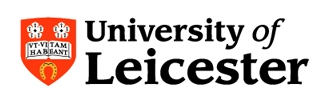 VT·VITAM
HABEANT
University of
Leicester